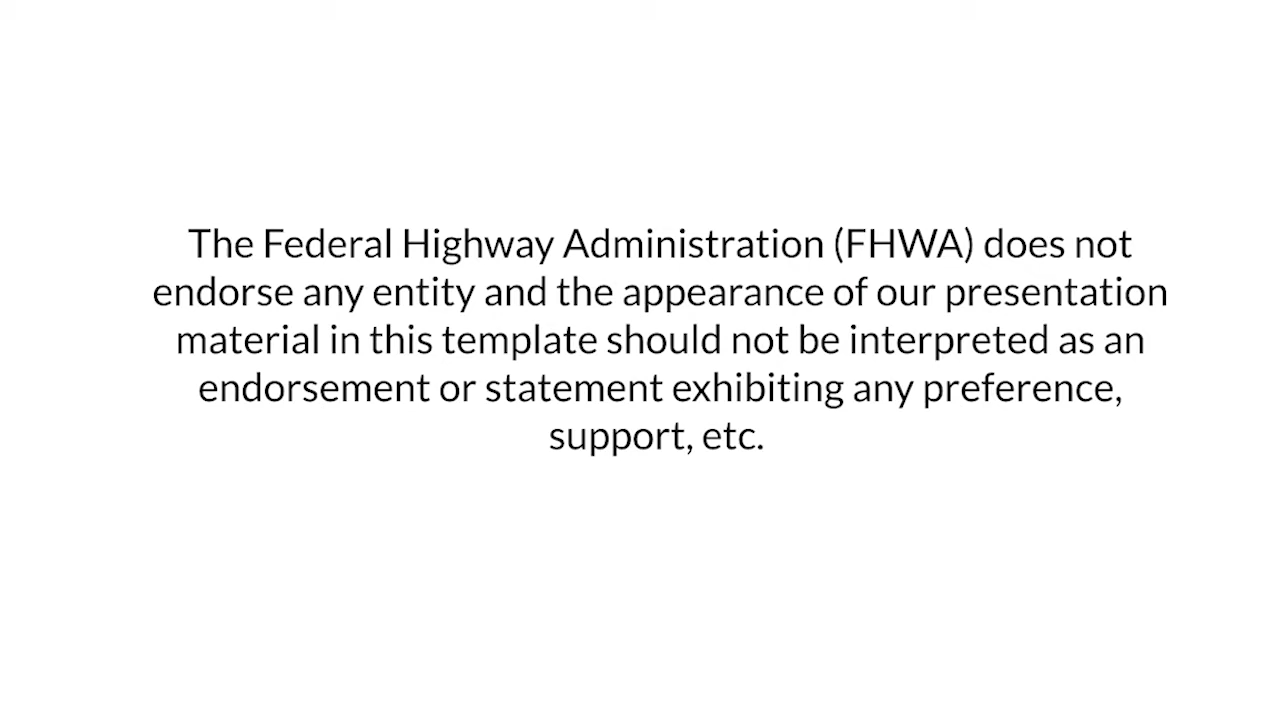 The Federal Highway Administration (FHWA) does not
endorse any entity and the appearance of our presentation
material in this template should not be interpreted as an
endorsement or statement exhibiting any preference,
support, etc.